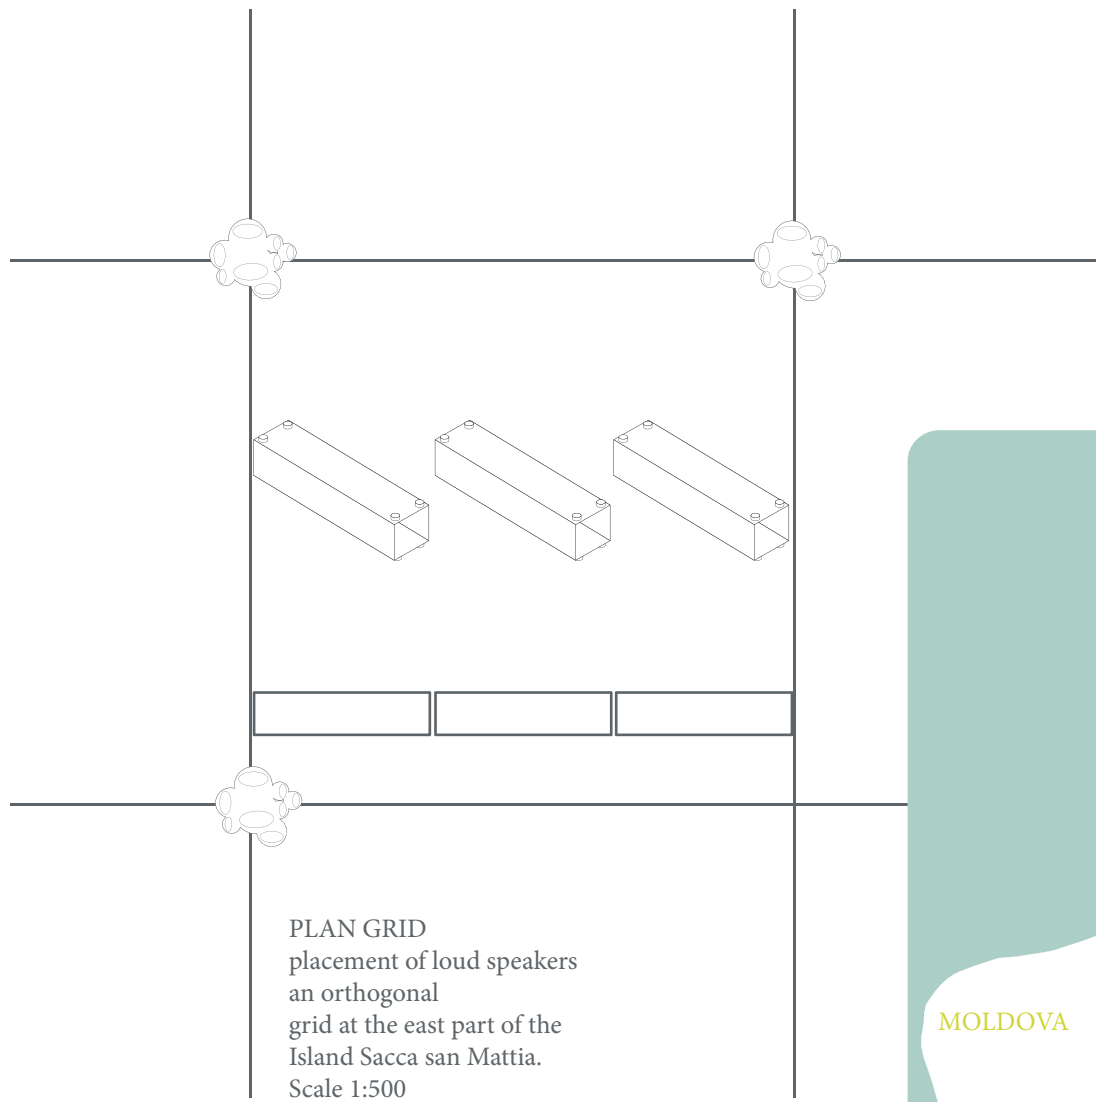 PLAN GRID
placement of loud speakers
an orthogonal
grid at the east part of the
Island Sacca san Mattia.
Scale 1:500
MOLDOVA